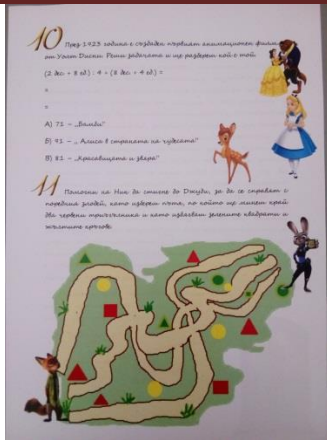 10 През 1923 година е създаден първият анимационен филм
от Уолт Дисни. Реши задачата и ще разбереш кой е той.
(2 дес. + 8 ед) : 4 + (8 дес + 4 ед) =
=
=
А) 71 – „Бамби"
Б) 91 – „Алиса в страната на чудесата"
В) 81 – „Красавицата и звяра"
11 Помогни на Ник да стигне до Джуди, за да се справят с
поредния злодей, като избереш пътя, по който ще минеш край
два червени триъгълника и като избягваш зелените квадрати и
жълтите кръгове.